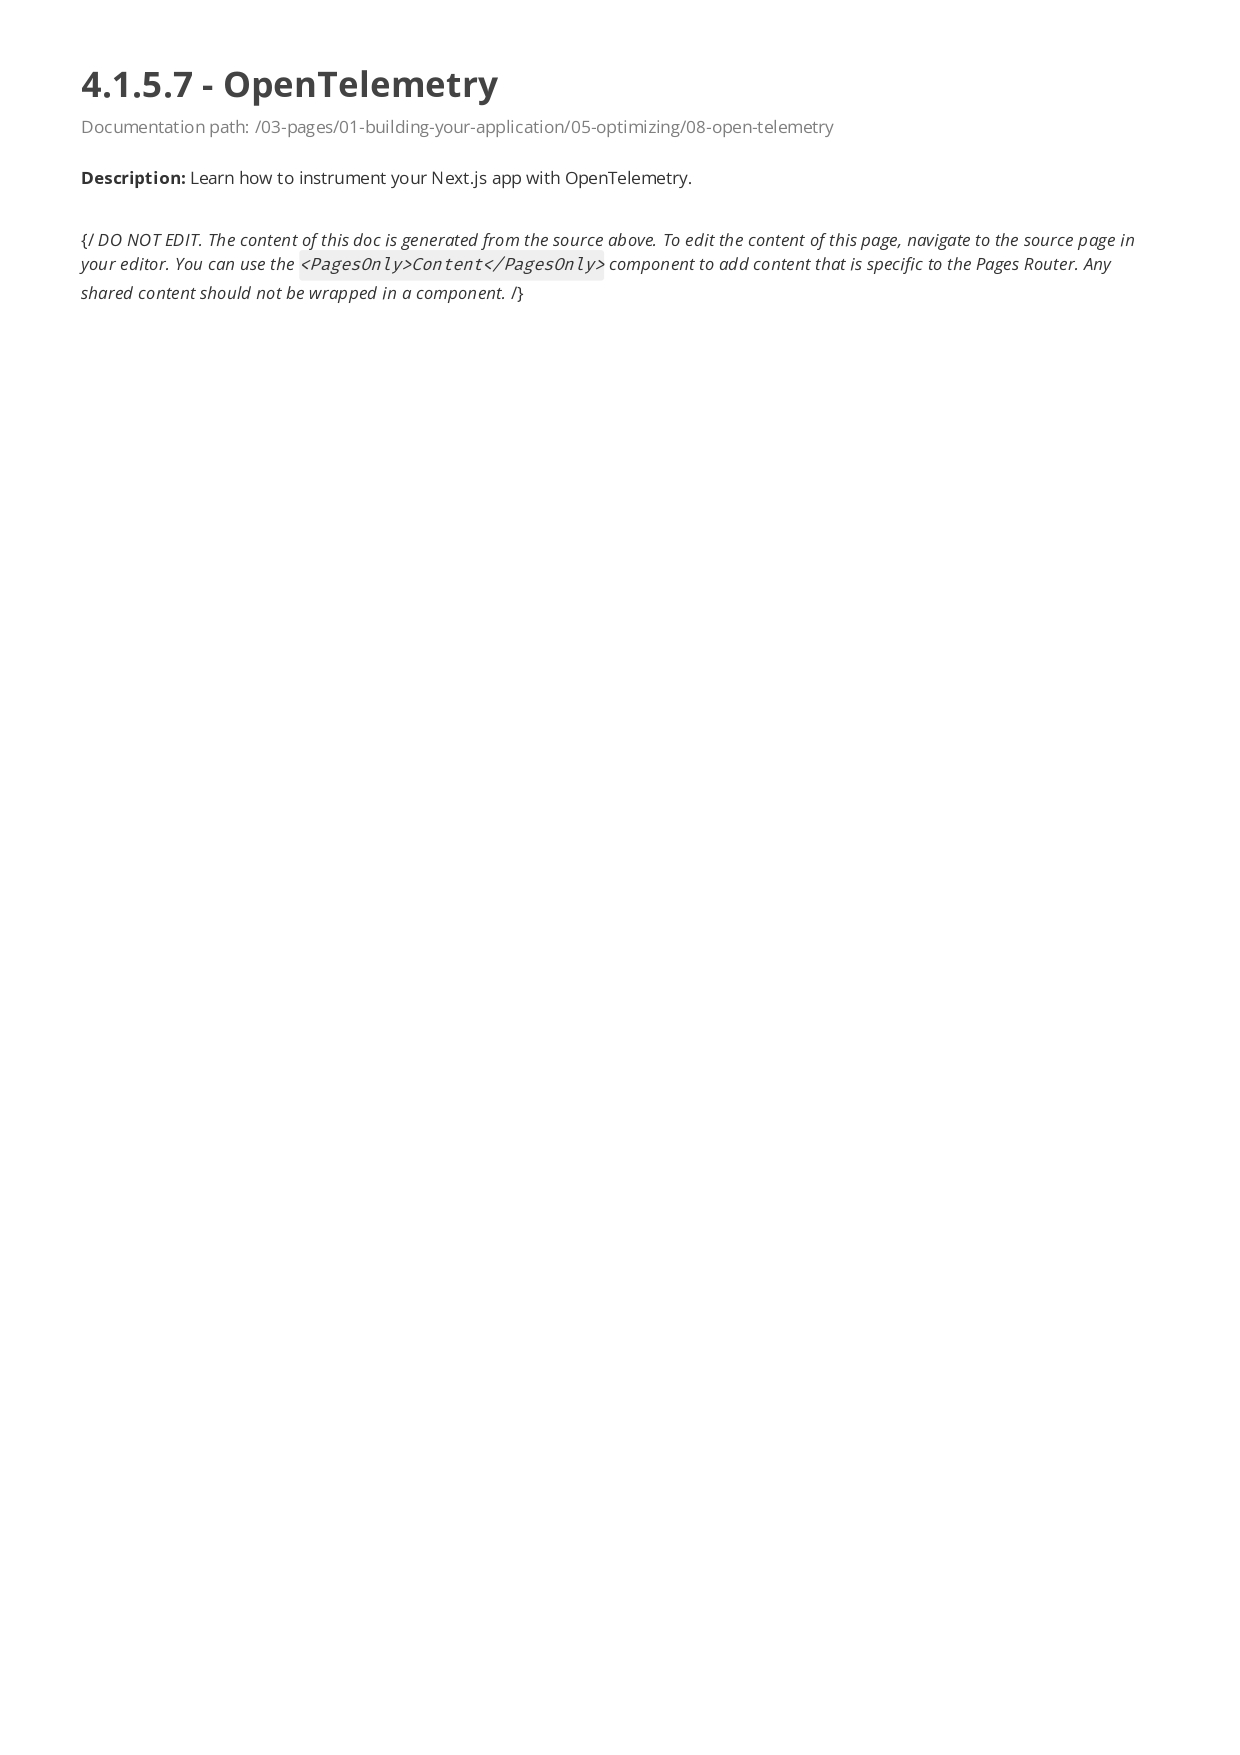 4.1.5.7 - OpenTelemetry
Documentation path: /03-pages/01-building-your-application/05-optimizing/08-open-telemetry
Description: Learn how to instrument your Next.js app with OpenTelemetry.
{/ DO NOT EDIT. The content of this doc is generated from the source above. To edit the content of this page, navigate to the source page in
your editor. You can use the <PagesOnly>Content</PagesOnly> component to add content that is specific to the Pages Router. Any
shared content should not be wrapped in a component. /}